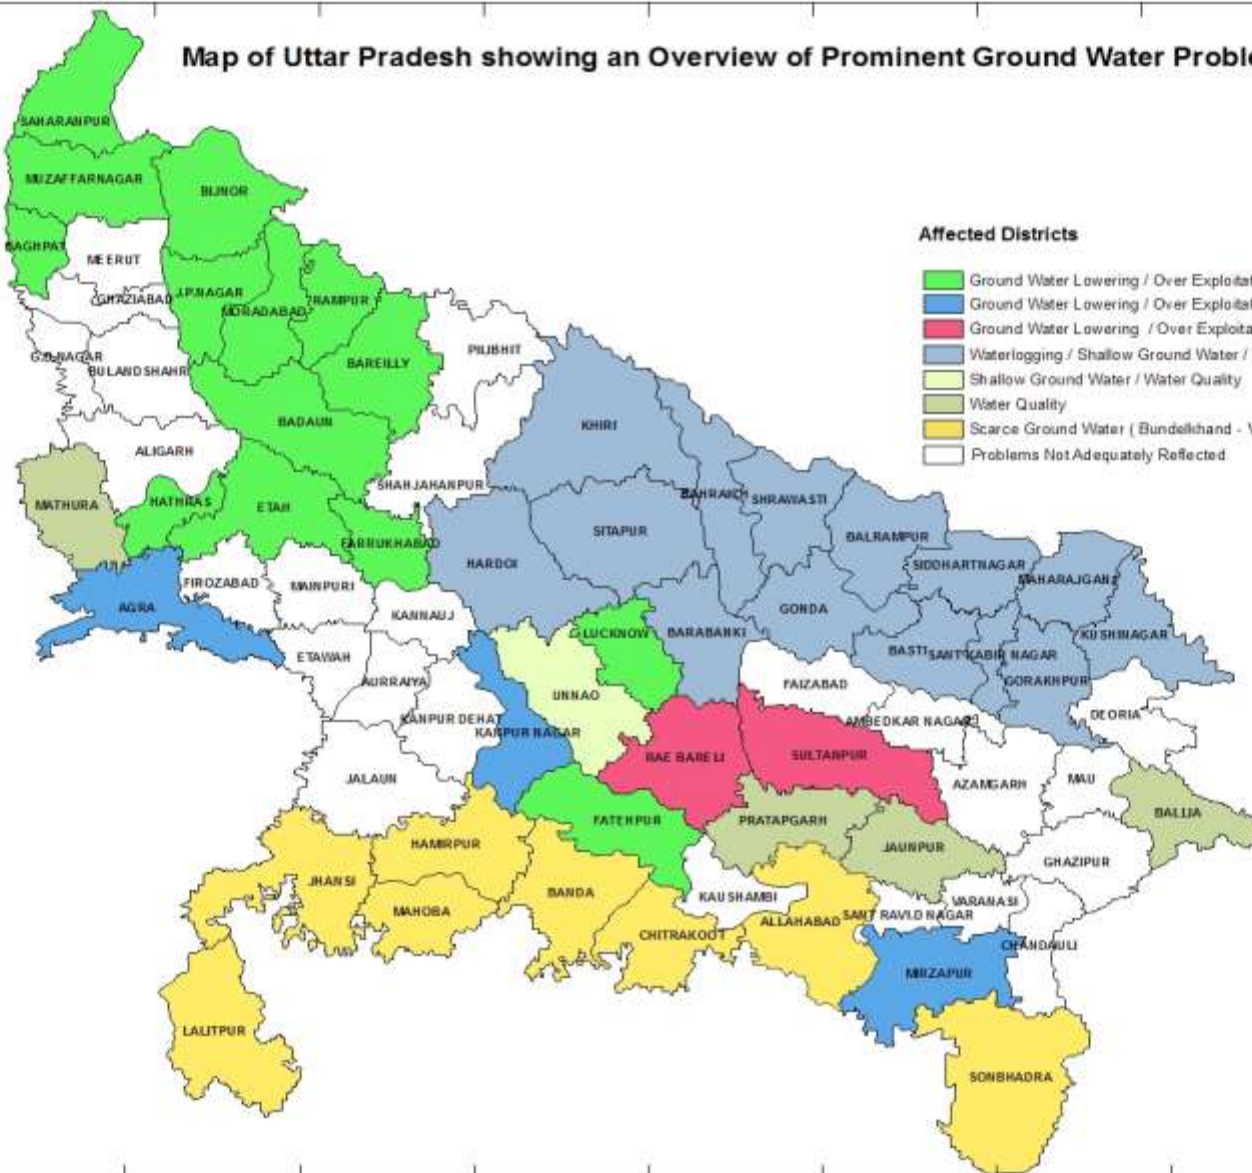 Map of Uttar Pradesh showing an Overview of Prominent Ground Water
SAHARANPUR
MUZAFFARNAGAR
BIJNOR
BAGHPAT
MEERUT
GHAZIABAD
J.P.NAGAR
MORADABAD
RAMPUR
G.B.NAGAR
BULANDSHAHR
BAREILLY
PILIBHIT
BADAUN
KHIRI
ALIGARH
SHAHJAHANPUR
MATHURA
HATHRAS
ETAH
FARRUKHABAD
HARDOI
SITAPUR
BAHRAICH
SHRAWASTI
BALRAMPUR
SIDDHARTNAGAR
MAHARAJGANJ
AGRA
FIROZABAD
MAINPURI
KANNAUJ
LUCKNOW
BARABANKI
GONDA
BASTI
SANT KABIR NAGAR
KUSHINAGAR
GORAKHPUR
ETAWAH
AURRAIYA
UNNAO
FAIZABAD
AMBEDKAR NAGAR
DEORIA
KANPUR DEHAT
KANPUR NAGAR
RAE BARELI
SULTANPUR
JALAUN
AZAMGARH
MAU
BALLIA
FATEHPUR
PRATAPGARH
JAUNPUR
GHAZIPUR
HAMIRPUR
JHANSI
MAHOBA
BANDA
KAUSHAMBI
CHITRAKOOT
ALLAHABAD
SANT RAVI.D NAGAR
VARANASI
CHANDAULI
MIRZAPUR
LALITPUR
SONBHADRA
Affected Districts
Ground Water Lowering / Over
Ground Water Lowering / Over
Ground Water Lowering / Over
Waterlogging / Shallow Ground Water /
Shallow Ground Water / Water Quality
Water Quality
Scarce Ground Water ( Bundelkhand -
Problems Not Adequately Reflected